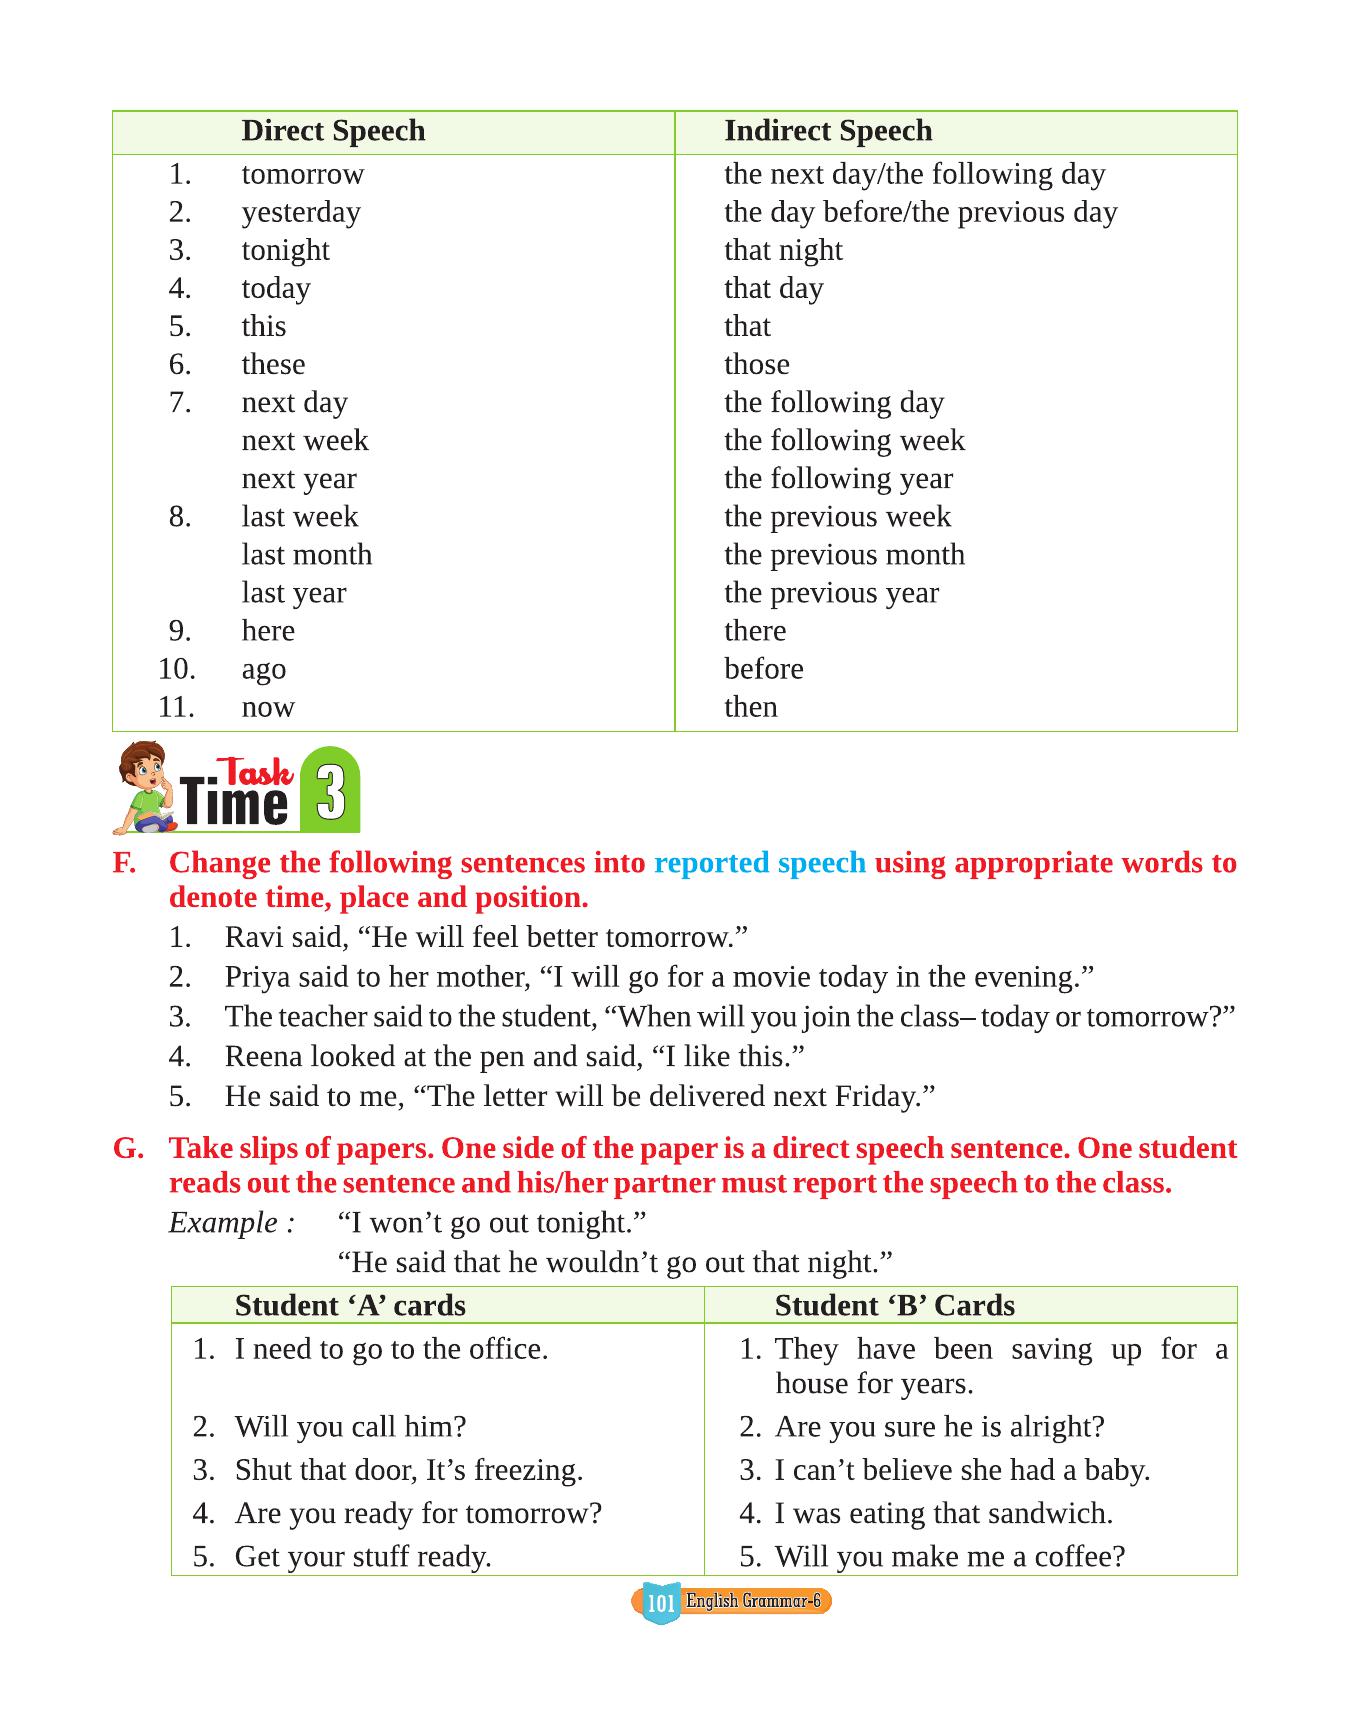 Direct Speech Indirect Speech
1. tomorrow the next day/the following day
2. yesterday the day before/the previous day
3. tonight that night
4. today that day
5. this that
6. these those
7. next day the following day
next week the following week
next year the following year
8. last week the previous week
last month the previous month
last year the previous year
9. here there
10. ago before
11. now then
Task
Time 3
F. Change the following sentences into reported speech using appropriate words to
denote time, place and position.
1. Ravi said, “He will feel better tomorrow.”
2. Priya said to her mother, “I will go for a movie today in the evening.”
3. The teacher said to the student, “When will you join the class– today or tomorrow?”
4. Reena looked at the pen and said, “I like this.”
5. He said to me, “The letter will be delivered next Friday.”
G. Take slips of papers. One side of the paper is a direct speech sentence. One student
reads out the sentence and his/her partner must report the speech to the class.
Example : “I won’t go out tonight.”
“He said that he wouldn’t go out that night.”
Student ‘A’ cards Student ‘B’ Cards
1. I need to go to the office. 1. They have been saving up for a
house for years.
2. Will you call him? 2. Are you sure he is alright?
3. Shut that door, It’s freezing. 3. I can’t believe she had a baby.
4. Are you ready for tomorrow? 4. I was eating that sandwich.
5. Get your stuff ready. 5. Will you make me a coffee?
101 English Grammar-6